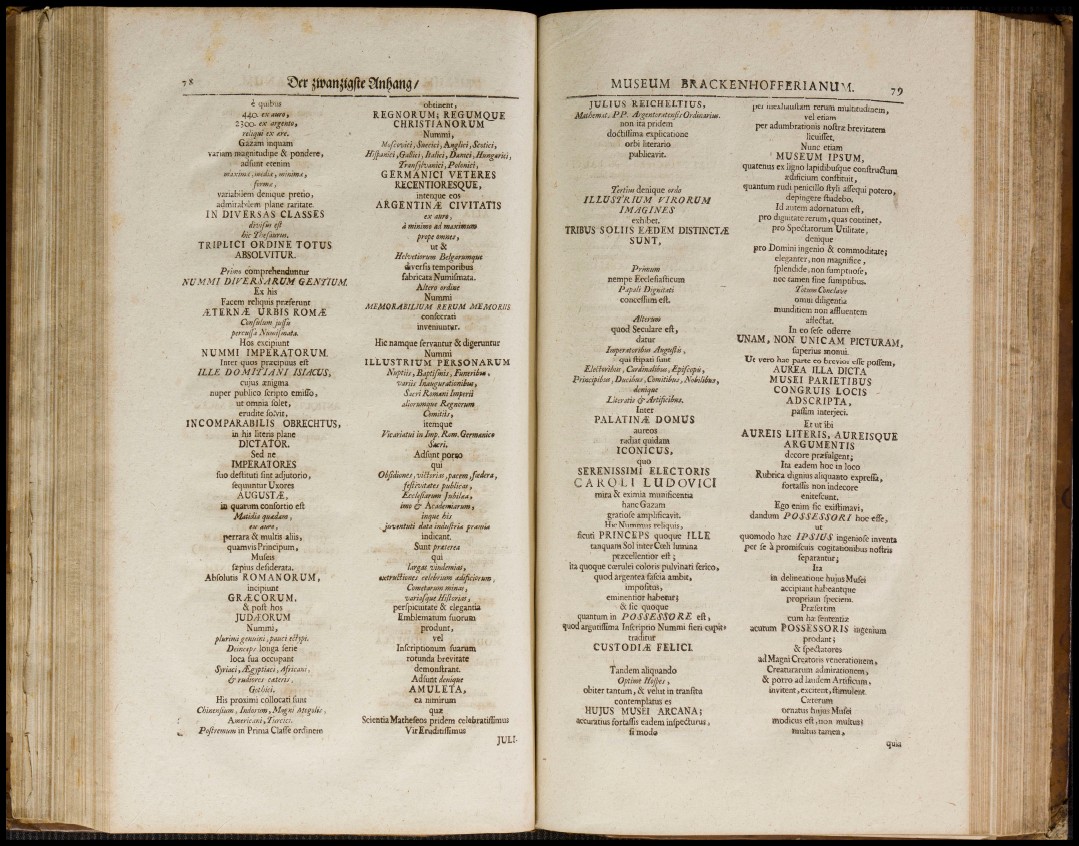 78
Der zwanzigste Anhang /
è quibus
440. ex auro,
2300. ex argento,
reliqui ex ære.
Gazam inquam
variam magnitudine & pondere,
adsunt etenim
maximæ, mediæ, minimæ,
formæ,
variabilem denique pretio,
admirabilem plane raritate.
IN DIVERSAS CLASSES
divisus est
hic Thesaurus.
TRIPLICI ORDINE TOTUS
ABSOLVITUR.
Primo comprehenduntur
NUMMI DIVERSARUM GENTIUM.
Ex his
Facem reliquis præferunt
ÆTERNÆ URBIS ROMÆ
Consulum jussu
percussa Numismata.
Hos excipiunt
NUMMI IMPERATORUM.
Inter quos præcipuus est
ILLE DOMITIANI ISIACUS,
cujus ænigma
nuper publico scripto emisso,
ut omnia solet,
erudite solvit,
INCOMPARABILIS OBRECHTUS,
in his literis plane
DICTATOR.
Sed ne
IMPERATORES
suo destituti sint adjutorio,
sequuntur Uxores
AUGUSTÆ,
in quarum consortio est
Matidia quædam,
ex auro,
perrara & multis aliis,
quamvis Principum,
Museis
sæpius desiderata.
Absolutis ROMANORUM,
incipiunt
GRÆCORUM,
& post hos
JUDÆORUM
Nummi,
plurimi genuini, pauci ectypi.
Deinceps longa serie
loca sua occupant
Syriaci, Ægyptiaci, Africani,
& rudiores cæteris,
Gothici.
His proximi collocati sunt
Chinensium, Indorum, Magni Mogolis,
Americani, Turcici.
Postremum in Prima Classe ordinem
obtinent,
REGNORUM; REGUMQUE
CHRISTIANORUM
Nummi,
Moscovici, Suecici, Anglici, Scotici,
Hispanici, Gallici, Italici, Danici, Hungarici,
Transsilvanici, Polonici,
GERMANICI VETERES
RECENTIORESQUE,
interque eos
ARGENTINÆ CIVITATIS
ex auro,
à minimo ad maximum
prope omnes,
ut &
Helvetiorum Belgarumque
diversis temporibus
fabricata Numismata.
Altero ordine
Nummi
MEMORABILIUM RERUM MEMORIIS
consecrati
inveniuntur.
Hic namque servantur & digeruntur
Nummi
ILLUSTRIUM PERSONARUM
Nuptiis, Baptismis, Funeribus,
variis Inaugurationibus,
Sacri Romani Imperii
aliorumque Regnorum
Comitiis,
itemque
Vicariatui in Imp. Rom. Germanico
Sacri.
Adsunt porro
qui
Obsidiones, victorias, pacem, fœdera,
festivitates publicas,
Ecclesiarum Jubilæa,
imo & Academiarum,
inque his
juventuti data industriæ præmia
indicant.
Sunt præterea
qui
largas vindemias,
exstructiones celebrium ædificiorum,
Cometarum minas,
variasque Historias,
perspicuitate & elegantia
Emblematum suorum
produnt,
vel
Inscriptionum suarum
rotunda brevitate
demonstrant.
Adsunt denique
AMULETA,
ea nimirum
quæ
Scientia Matheseos pridem celebratissimus
Vir Eruditissimus
JULI-
MUSEUM BRACKENHOFFERIANUM.
79
JULIUS REICHELTIUS,
Mathemat. P. P. Argentoratensis Ordinarius.
non ita pridem
doctissima explicatione
orbi literario
publicavit.
Tertius denique ordo
ILLUSTRIUM VIRORUM
IMAGINES
exhibet.
TRIBUS SOLIIS EÆDEM DISTINCTÆ
SUNT,
Primum
nempe Ecclesiasticum
Papali Dignitati
concessum est.
Alterum
quod Seculare est,
datur
Imperatoribus Augustis,
qui stipati sunt
Electoribus, Cardinalibus, Episcopis,
Principibus, Ducibus, Comitibus, Nobilibus,
denique
Literatis & Artificibus.
Inter
PALATINÆ DOMÛS
aureos
radiat quidam
ICONICUS,
quo
SERENISSIMI ELECTORIS
CAROLI LUDOVICI
mira & eximia munificentia
hanc Gazam
gratiose amplificavit.
Hic Nummus reliquis,
sicuti PRINCEPS quoque ILLE
tanquam Sol inter Cœli lumina
præcellentior est;
ita quoque cœrulei coloris pulvinari serico,
quod argentea fascia ambit,
impositus,
eminentior habetur;
& sic quoque
quantum in POSSESSORE est,
quod argutissima Inscriptio Nummi fieri cupit,
traditur
CUSTODIÆ FELICI.
Tandem aliquando
Optime Hospes,
obiter tantum, & velut in transitu
contemplatus es
HUJUS MUSEI ARCANA;
accuratius fortassis eadem inspecturus,
si modo
per inexhaustam rerum multitudinem,
vel etiam
per adumbrationis nostræ brevitatem
licuisset.
Nunc etiam
MUSEUM IPSUM,
quatenus ex ligno lapidibusque constructum
ædificium constituit,
quantum rudi penicillo styli assequi potero,
depingere studebo.
Id autem adornatum est,
pro dignitate rerum, quas continet,
pro Spectatorum Utilitate,
denique
pro Domini ingenio & commoditate;
eleganter, non magnifice,
splendide, non sumptuose,
nec tamen sine sumptibus.
Totum Conclave
omni diligentia
munditiem non affluentem
affectat.
In eo sese offerre
UNAM, NON UNICAM PICTURAM,
superius monui.
Ut vero hac parte eo brevior esse possem,
AUREA ILLA DICTA
MUSEI PARIETIBUS
CONGRUIS LOCIS
ADSCRIPTA,
passim interjeci.
Et ut ibi
AUREIS LITERIS, AUREISQUE
ARGUMENTIS
decore præfulgent;
Ita eadem hoc in loco
Rubrica dignius aliquanto expressa,
fortassis non indecore
enitescunt.
Ego enim sic existimavi,
dandum POSSESSORI hoc esse,
ut
quomodo hæc IPSIUS ingeniose inventa
per se à promiscuis cogitationibus nostris
separantur;
Ita
in delineatione hujus Musei
accipiant habeantque
propriam speciem.
Præsertim
cum hæ sententiæ
acutum POSSESSORIS ingenium
prodant;
& spectatores
ad Magni Creatoris venerationem,
Creaturarum admirationem,
& porro ad laudem Artificum,
invitent, excitent, stimulent.
Cæterum
ornatus hujus Musei
modicus est, non multus;
multus tamen,
quia